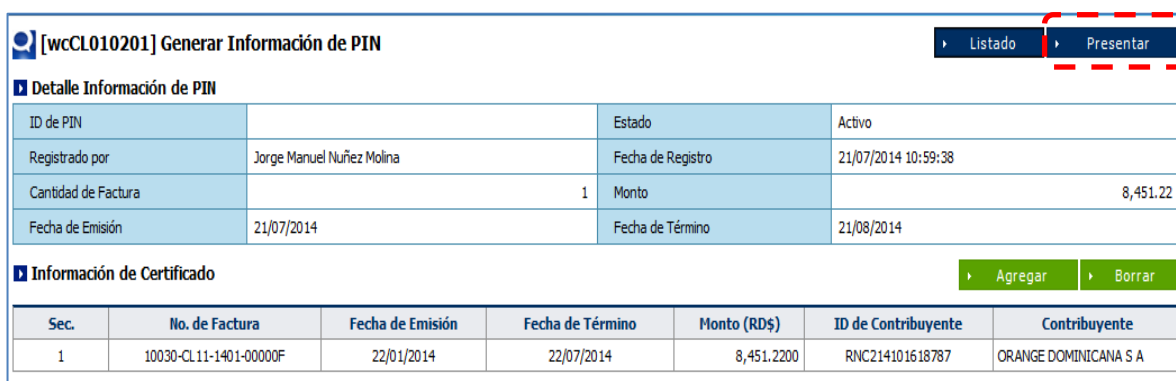 [wcCL010201] Generar Información de PIN Listado Presentar
Detalle Información de PIN
ID de PIN Estado Activo
Registrado por Jorge Manuel Nuñez Molina Fecha de Registro 21/07/2014 10:59:38
Cantidad de Factura 1 Monto 8,451.22
Fecha de Emisión 21/07/2014 Fecha de Término 21/08/2014
Información de Certificado Agregar Borrar
Sec. No. de Factura Fecha de Emisión Fecha de Término Monto (RD$) ID de Contribuyente Contribuyente
1 10030-CL11-1401-00000F 22/01/2014 22/07/2014 8,451.2200 RNC214101618787 ORANGE DOMINICANA S A